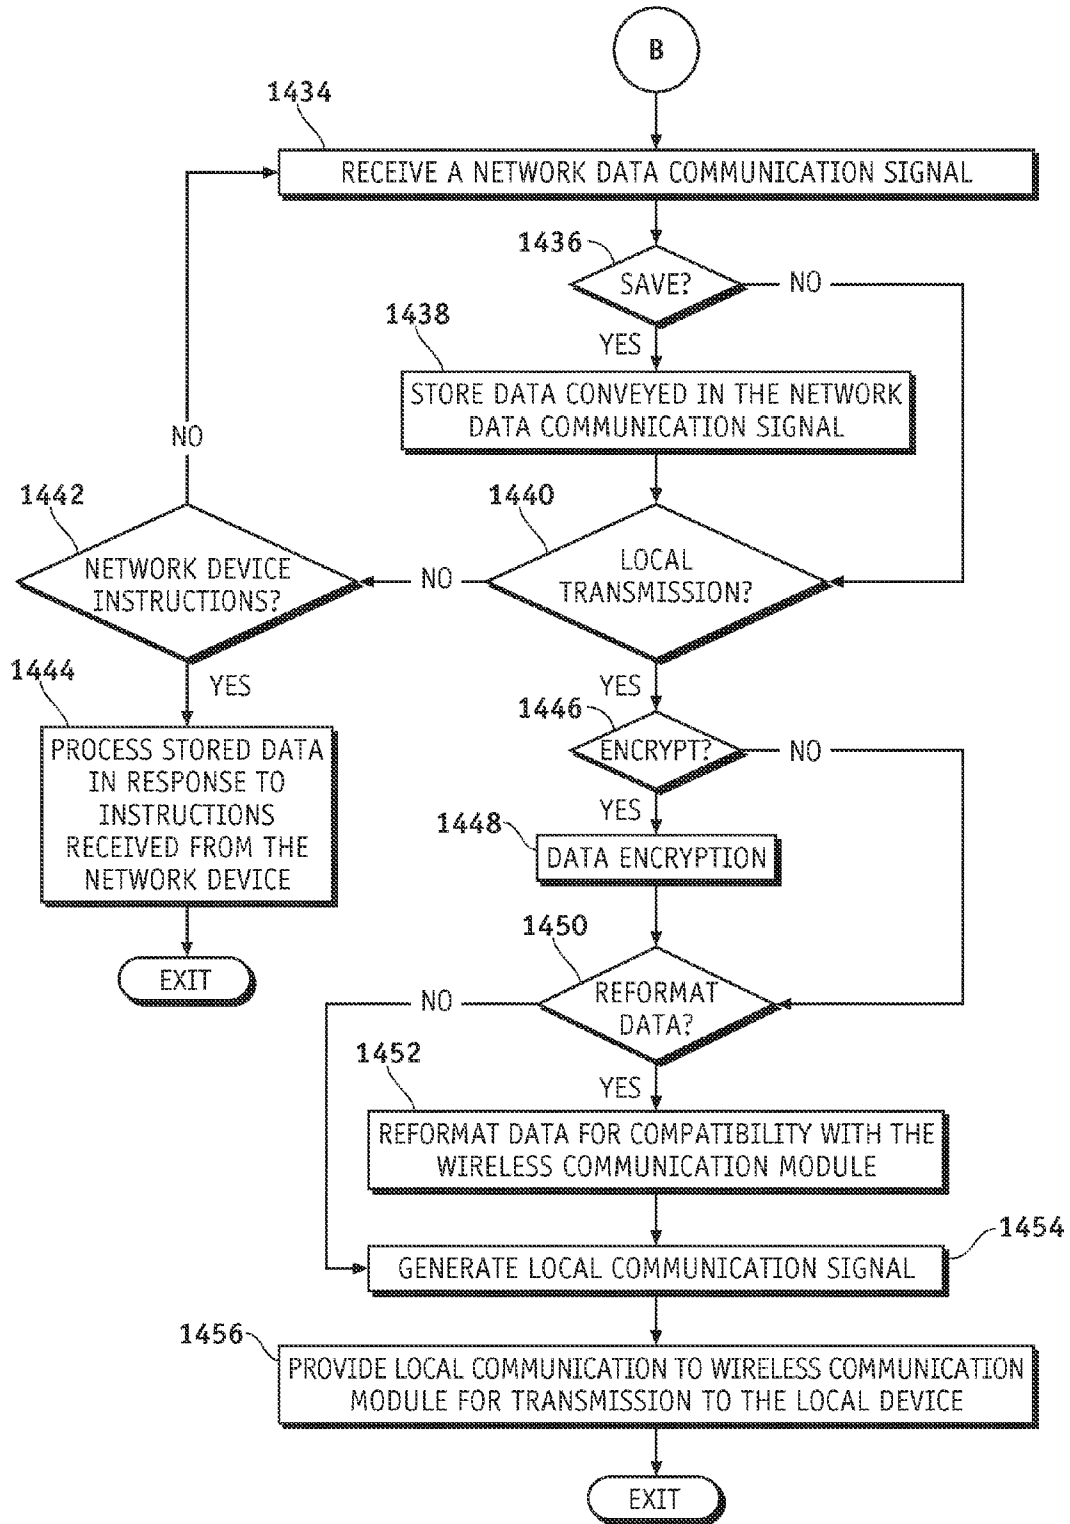 B
1434
RECEIVE A NETWORK DATA COMMUNICATION SIGNAL
1436
SAVE?
NO
1438
YES
STORE DATA CONVEYED IN THE NETWORK
DATA COMMUNICATION SIGNAL
NO
1442
1440
NETWORK DEVICE
INSTRUCTIONS?
NO
LOCAL
TRANSMISSION?
1444
YES
YES
1446
ENCRYPT?
NO
PROCESS STORED DATA
IN RESPONSE TO
INSTRUCTIONS
RECEIVED FROM THE
NETWORK DEVICE
YES
1448
DATA ENCRYPTION
1450
EXIT
NO
REFORMAT
DATA?
1452
YES
REFORMAT DATA FOR COMPATIBILITY WITH THE
WIRELESS COMMUNICATION MODULE
1454
GENERATE LOCAL COMMUNICATION SIGNAL
1456
PROVIDE LOCAL COMMUNICATION TO WIRELESS COMMUNICATION
MODULE FOR TRANSMISSION TO THE LOCAL DEVICE
EXIT